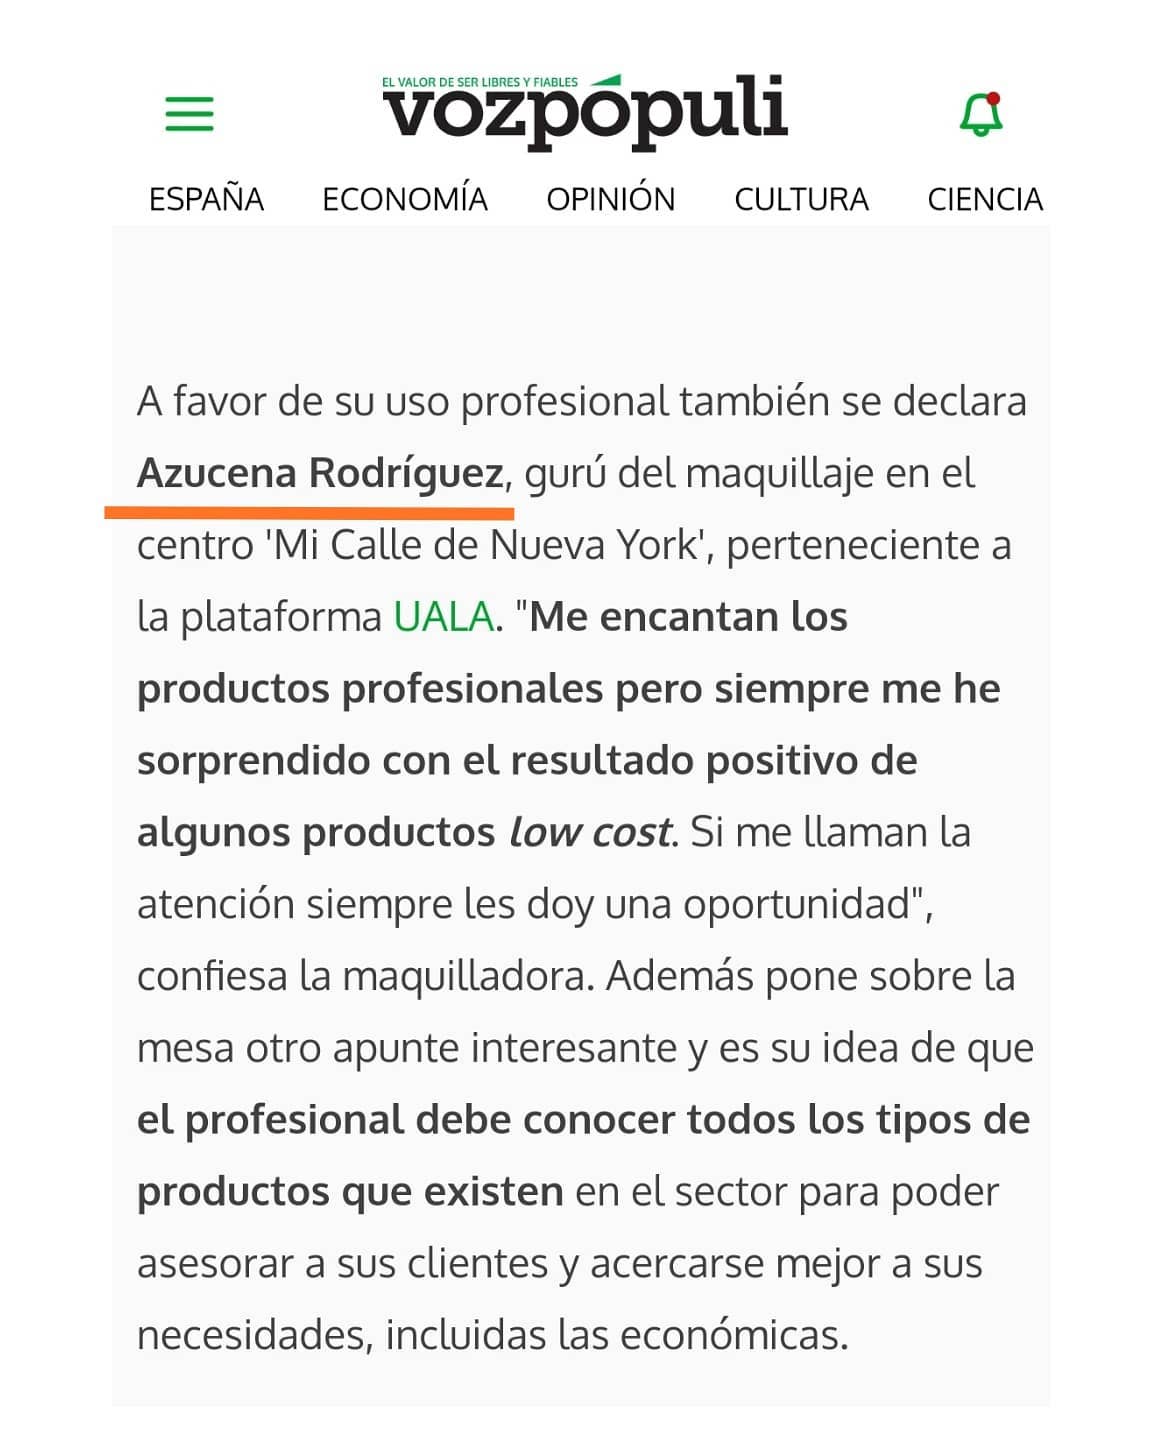 EL VALOR DE SER LIBRES Y FIABLES
vozpópuli
ESPAÑA ECONOMÍA OPINIÓN CULTURA CIENCIA
A favor de su uso profesional también se declara
Azucena Rodríguez, gurú del maquillaje en el
centro 'Mi Calle de Nueva York', perteneciente a
la plataforma UALA. "Me encantan los
productos profesionales pero siempre me he
sorprendido con el resultado positivo de
algunos productos low cost. Si me llaman la
atención siempre les doy una oportunidad",
confiesa la maquilladora. Además pone sobre la
mesa otro apunte interesante y es su idea de que
el profesional debe conocer todos los tipos de
productos que existen en el sector para poder
asesorar a sus clientes y acercarse mejor a sus
necesidades, incluidas las económicas.